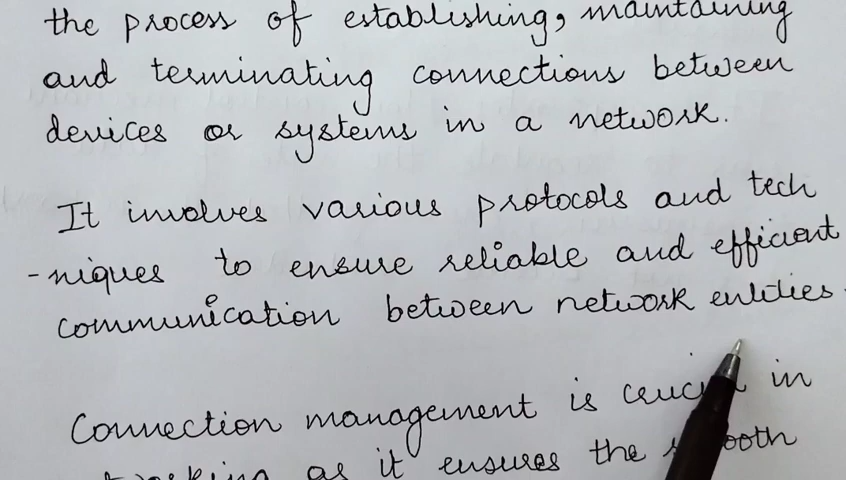 the process of establishing, maintaining
and terminating connections between
devices or systems in a network.
It involves various protocols and tech
-niques to ensure reliable and efficient
communication between network entities.
Connection management is crucial in
as it ensures the smooth